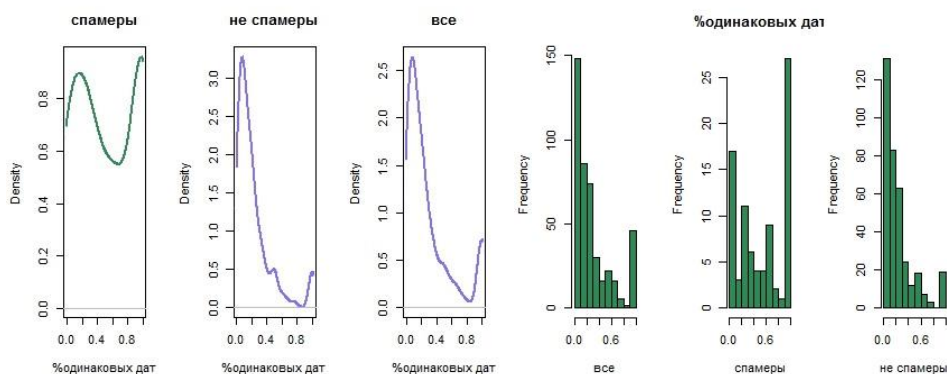 спамеры
не спамеры
все
%одинаковых дат
Density
0.0 0.2 0.4 0.6 0.8
0.0 0.8
%одинаковых дат
Density
0.0 0.5 1.0 1.5 2.0 2.5 3.0
0.0 0.8
%одинаковых дат
Density
0.0 0.5 1.0 1.5 2.0 2.5
0.0 0.8
%одинаковых дат
Frequency
0 50 100 150
0.0 0.6
все
Frequency
0 5 10 15 20 25
0.0 0.6
спамеры
Frequency
0 20 40 60 80 100 120
0.0 0.6
не спамеры